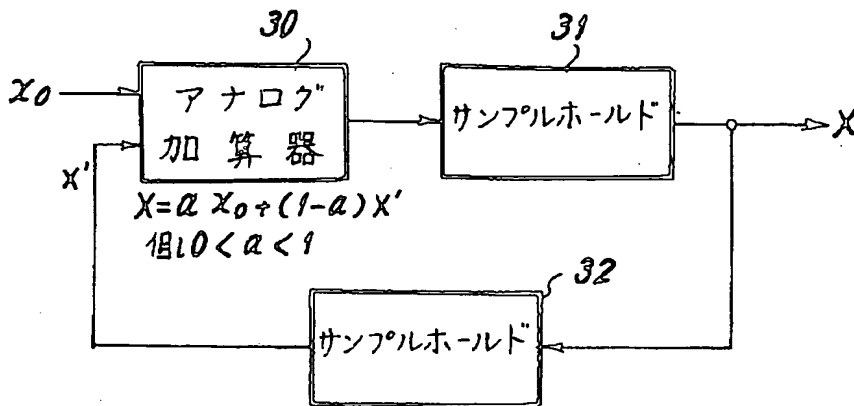 30
31
x0
アナログ
加算器
サンプルホールド
X
x'
X=a x0+(1-a)x'
但し0<a<1
32
サンプルホールド